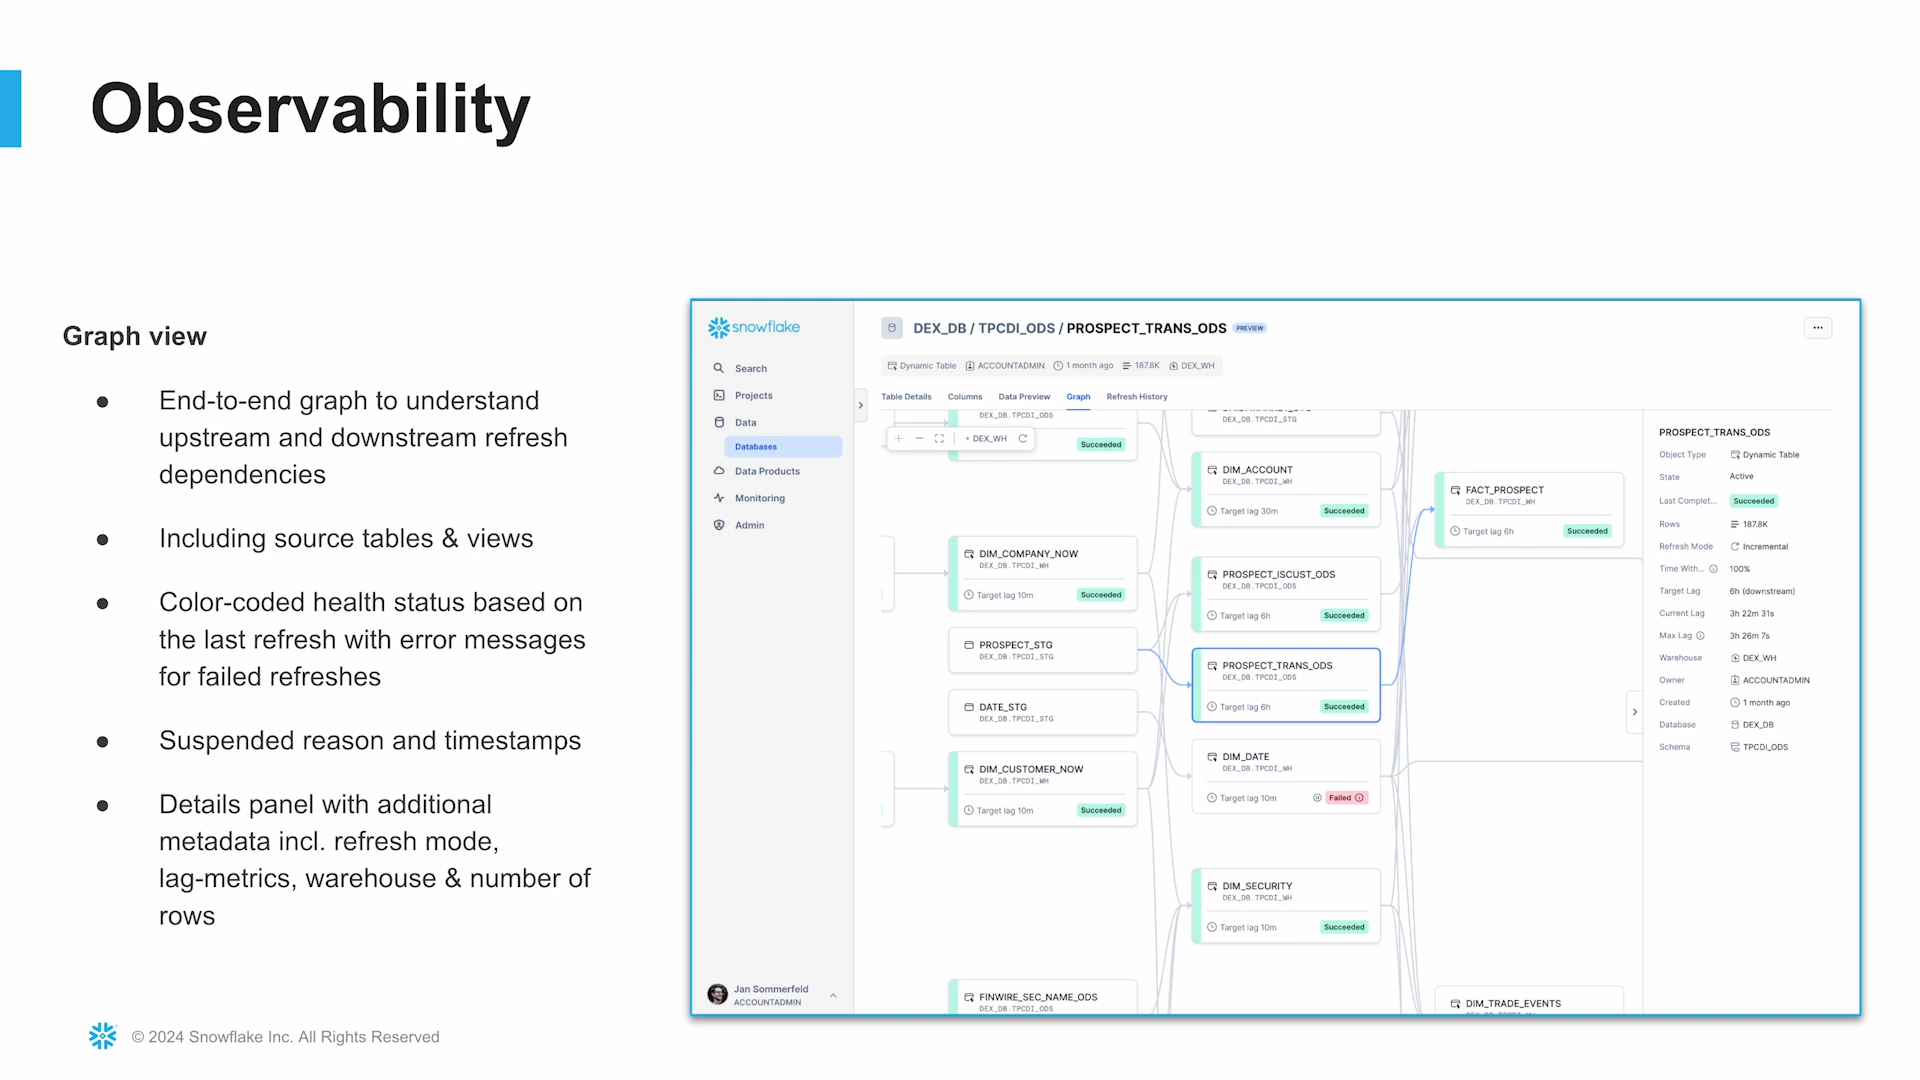 Observability
Graph view
● End-to-end graph to understand
upstream and downstream refresh
dependencies
● Including source tables & views
● Color-coded health status based on
the last refresh with error messages
for failed refreshes
● Suspended reason and timestamps
● Details panel with additional
metadata incl. refresh mode,
lag-metrics, warehouse & number of
rows
© 2024 Snowflake Inc. All Rights Reserved
snowflake
Search
Projects
Data
Databases
Data Products
Monitoring
Admin
Jan Sommerfeld
ACCOUNTADMIN
DEX_DB / TPCDI_ODS / PROSPECT_TRANS_ODS PREVIEW
Dynamic Table ACCOUNTADMIN 1 month ago 187.8K DEX_WH
Table Details Columns Data Preview Graph Refresh History
DEX_DB.TPCDI_ODS
DEX_WH
Succeeded
DIM_COMPANY_NOW
DEX_DB.TPCDI_WH
Target lag 10m Succeeded
PROSPECT_STG
DEX_DB.TPCDI_STG
DATE_STG
DEX_DB.TPCDI_STG
DIM_CUSTOMER_NOW
DEX_DB.TPCDI_WH
Target lag 10m Succeeded
FINWIRE_SEC_NAME_ODS
DEX_DB.TPCDI_ODS
DEX_DB.TPCDI_STG
DIM_ACCOUNT
DEX_DB.TPCDI_WH
Target lag 30m Succeeded
PROSPECT_ISCUST_ODS
DEX_DB.TPCDI_ODS
Target lag 6h Succeeded
PROSPECT_TRANS_ODS
DEX_DB.TPCDI_ODS
Target lag 6h Succeeded
DIM_DATE
DEX_DB.TPCDI_WH
Target lag 10m Failed
DIM_SECURITY
DEX_DB.TPCDI_WH
Target lag 10m Succeeded
FACT_PROSPECT
DEX_DB.TPCDI_WH
Target lag 6h Succeeded
DIM_TRADE_EVENTS
PROSPECT_TRANS_ODS
Object Type Dynamic Table
State Active
Last Complet... Succeeded
Rows 187.8K
Refresh Mode Incremental
Time With... 100%
Target Lag 6h (downstream)
Current Lag 3h 22m 31s
Max Lag 3h 26m 7s
Warehouse DEX_WH
Owner ACCOUNTADMIN
Created 1 month ago
Database DEX_DB
Schema TPCDI_ODS